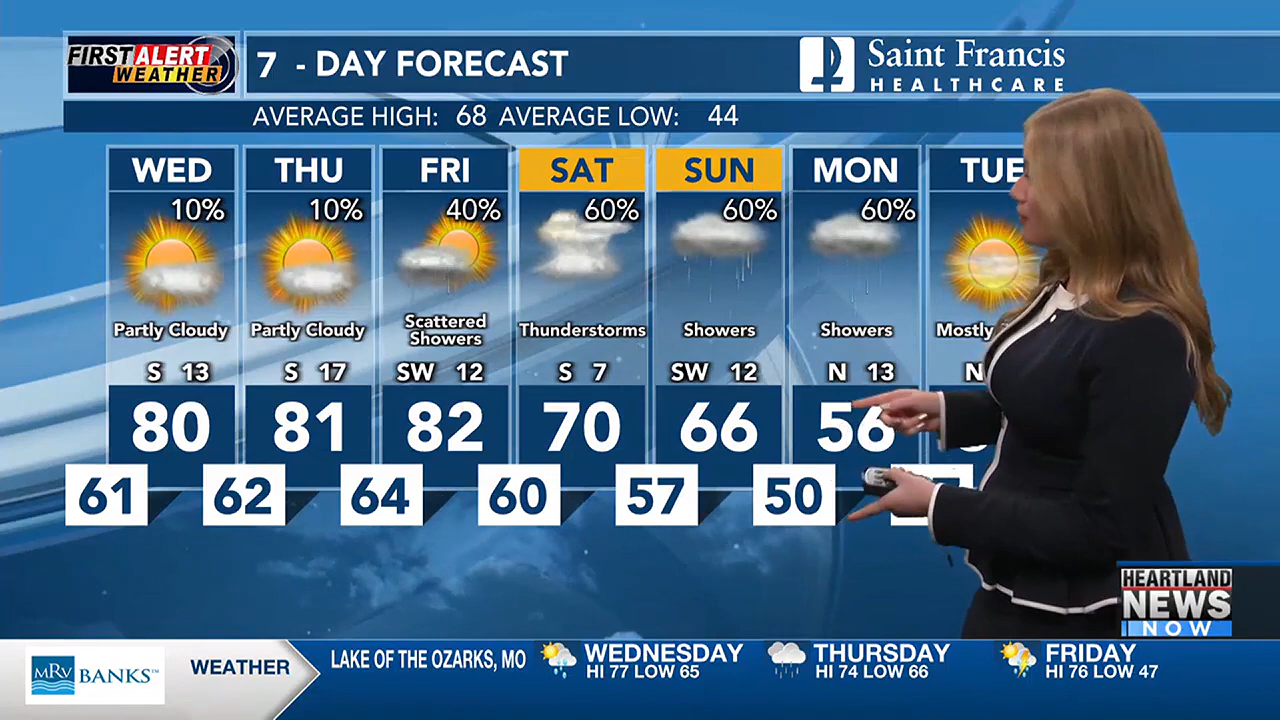 FIRST ALERT
WEATHER
7 - DAY FORECAST
Saint Francis
HEALTHCARE
AVERAGE HIGH: 68 AVERAGE LOW: 44
WED THU FRI SAT SUN MON TUE
10% 10% 40% 60% 60% 60%
Partly Cloudy Partly Cloudy Scattered Showers Thunderstorms Showers Showers Mostly
S 13 S 17 SW 12 S 7 SW 12 N 13 N
80 81 82 70 66 56
61 62 64 60 57 50
HEARTLAND
NEWS
NOW
MRV BANKS™
WEATHER
LAKE OF THE OZARKS, MO
WEDNESDAY
HI 77 LOW 65
THURSDAY
HI 74 LOW 66
FRIDAY
HI 76 LOW 47